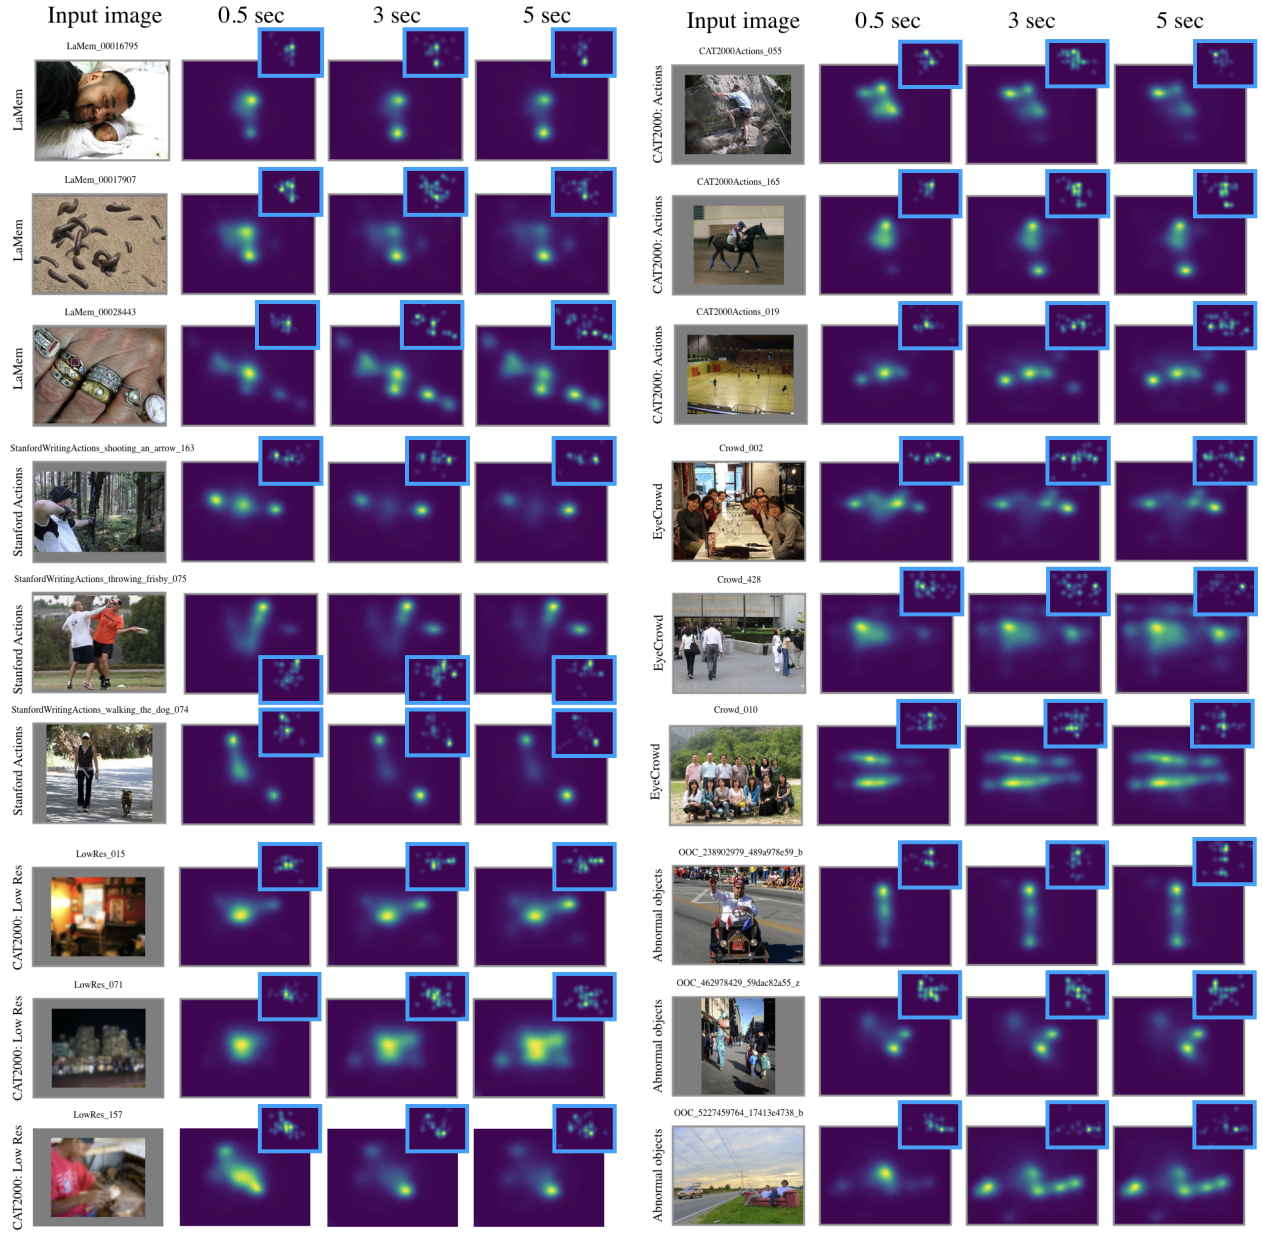 Input image 0.5 sec 3 sec 5 sec
LaMem_00016795
LaMem
LaMem_00017907
LaMem
LaMem_00028443
LaMem
StanfordWritingActions_shooting_an_arrow_163
Stanford Actions
StanfordWritingActions_throwing_frisby_075
Stanford Actions
StanfordWritingActions_walking_the_dog_074
Stanford Actions
LowRes_015
CAT2000: Low Res
LowRes_071
CAT2000: Low Res
LowRes_157
CAT2000: Low Res
Input image 0.5 sec 3 sec 5 sec
CAT2000Actions_055
CAT2000: Actions
CAT2000Actions_165
CAT2000: Actions
CAT2000Actions_019
CAT2000: Actions
Crowd_002
EyeCrowd
Crowd_428
EyeCrowd
Crowd_010
EyeCrowd
OOC_238902979_489a978e59_b
Abnormal objects
OOC_462978429_59dac82a55_z
Abnormal objects
OOC_5227459764_17413e4738_b
Abnormal objects